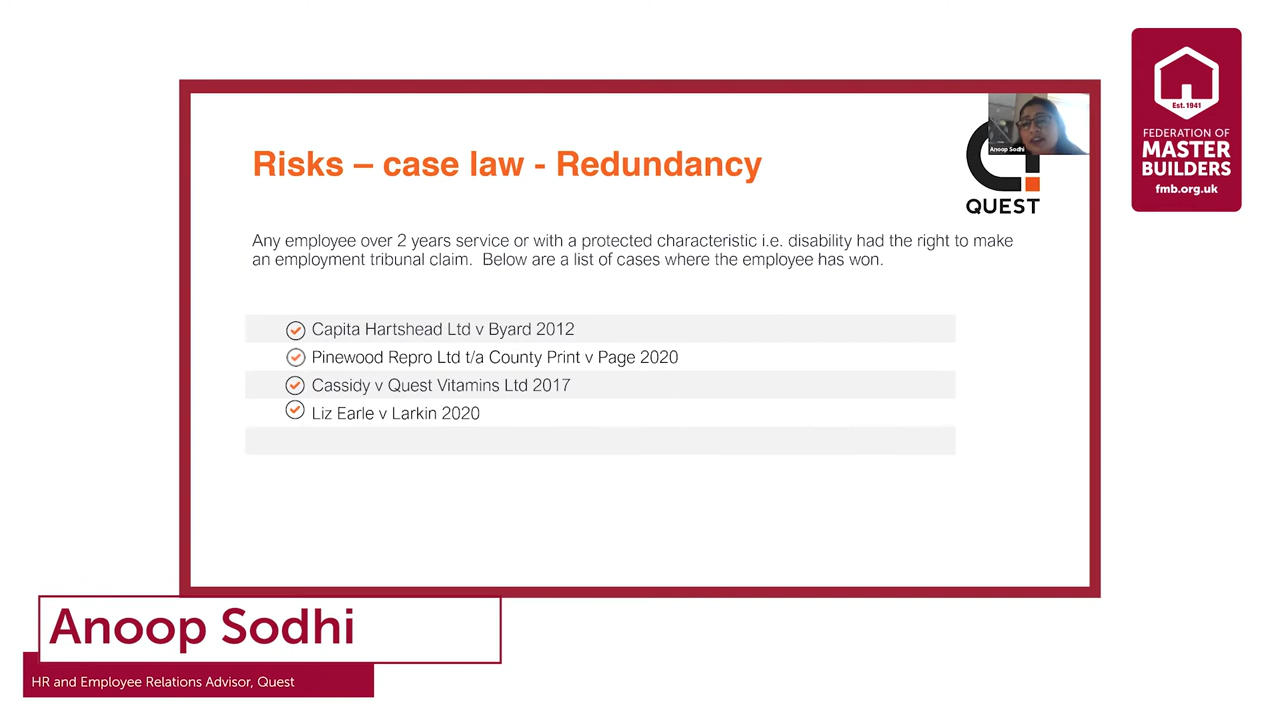 Est. 1941
FEDERATION OF
MASTER
BUILDERS
fmb.org.uk
Anoop Sodhi
QUEST
Risks – case law - Redundancy
Any employee over 2 years service or with a protected characteristic i.e. disability had the right to make
an employment tribunal claim.  Below are a list of cases where the employee has won.
Capita Hartshead Ltd v Byard 2012
Pinewood Repro Ltd t/a County Print v Page 2020
Cassidy v Quest Vitamins Ltd 2017
Liz Earle v Larkin 2020
Anoop Sodhi
HR and Employee Relations Advisor, Quest